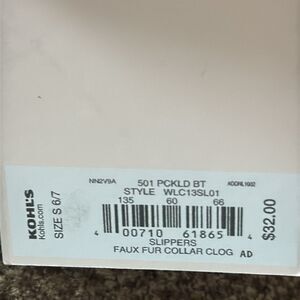 KOHL'S
Kohls.com
SIZE S 6/7
NN2V9A 501 PCKLD BT ADDNL1002
STYLE WLC13SL01
135 60 66
4 00710 61865 4
SLIPPERS
FAUX FUR COLLAR CLOG AD
$32.00